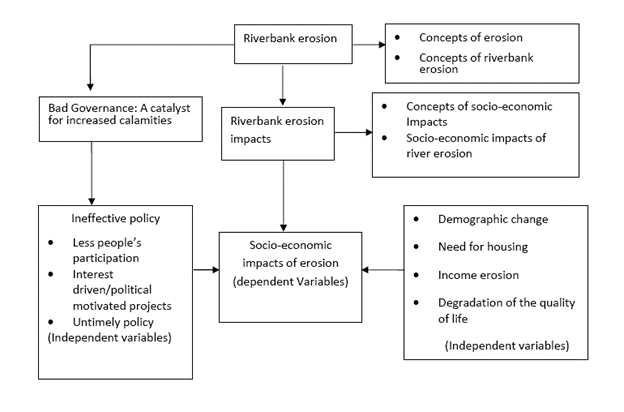 Riverbank erosion
• Concepts of erosion
• Concepts of riverbank
erosion
Bad Governance: A catalyst
for increased calamities
Riverbank erosion
impacts
• Concepts of socio-economic
Impacts
• Socio-economic impacts of
river erosion
Ineffective policy
• Less people's
participation
• Interest
driven/political
motivated projects
• Untimely policy
(Independent variables)
Socio-economic
impacts of erosion
(dependent Variables)
• Demographic change
• Need for housing
• Income erosion
• Degradation of the quality
of life
(Independent variables)